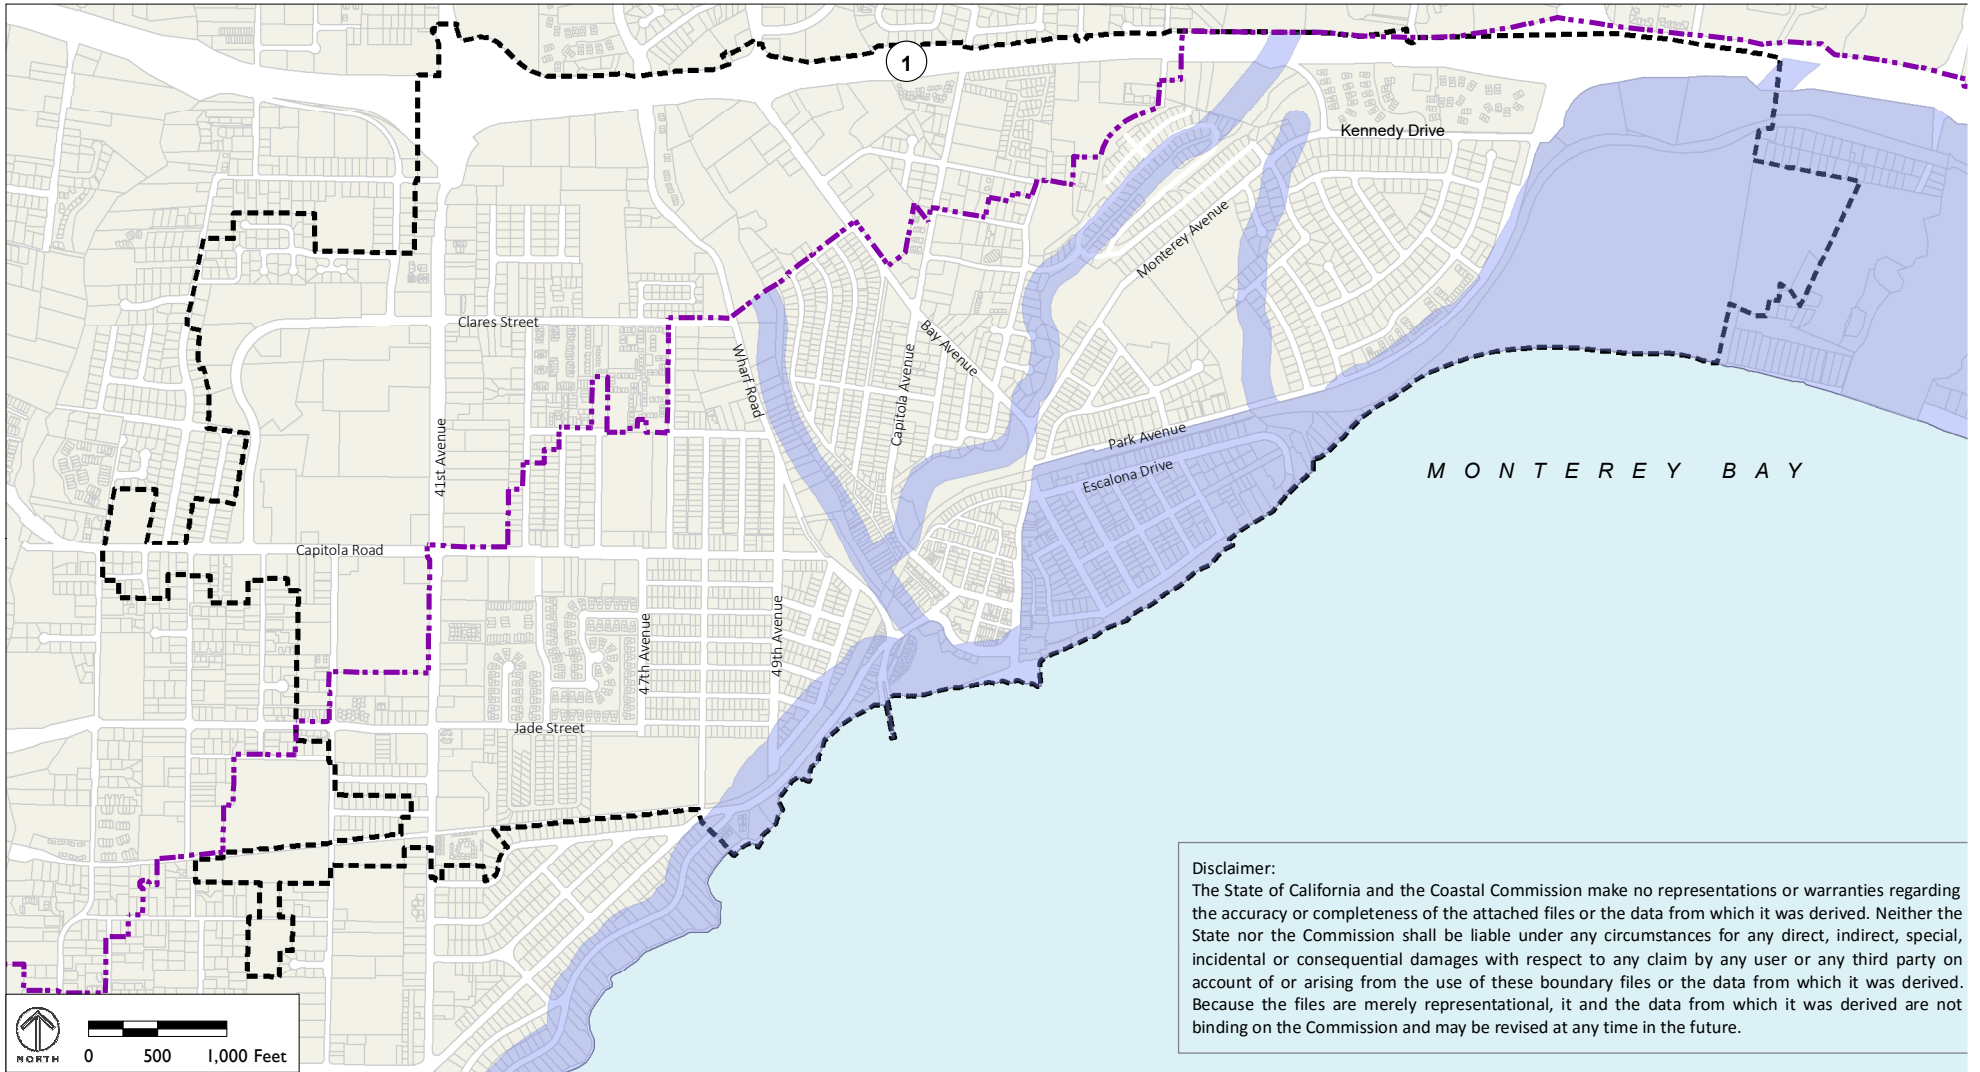 1
Kennedy Drive
Monterey Avenue
Clares Street
Bay Avenue
Wharf Road
Capitola Avenue
41st Avenue
Park Avenue
Escalona Drive
MONTEREY BAY
Capitola Road
47th Avenue
49th Avenue
Jade Street
Disclaimer:
The State of California and the Coastal Commission make no representations or warranties regarding
the accuracy or completeness of the attached files or the data from which it was derived. Neither the
State nor the Commission shall be liable under any circumstances for any direct, indirect, special,
incidental or consequential damages with respect to any claim by any user or any third party on
account of or arising from the use of these boundary files or the data from which it was derived.
Because the files are merely representational, it and the data from which it was derived are not
binding on the Commission and may be revised at any time in the future.
NORTH
0 500 1,000 Feet